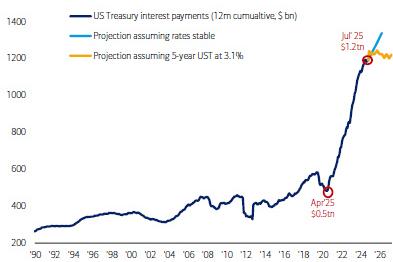 US Treasury interest payments (12m cumualtive, $ bn)
Projection assuming rates stable
Projection assuming 5-year UST at 3.1%
1400
1200
1000
800
600
400
200
Jul' 25
$1.2tn
Apr'25
$0.5tn
'90 '92 '94 '96 '98 '00 '02 '04 '06 '08 '10 '12 '14 '16 '18 '20 '22 '24 '26